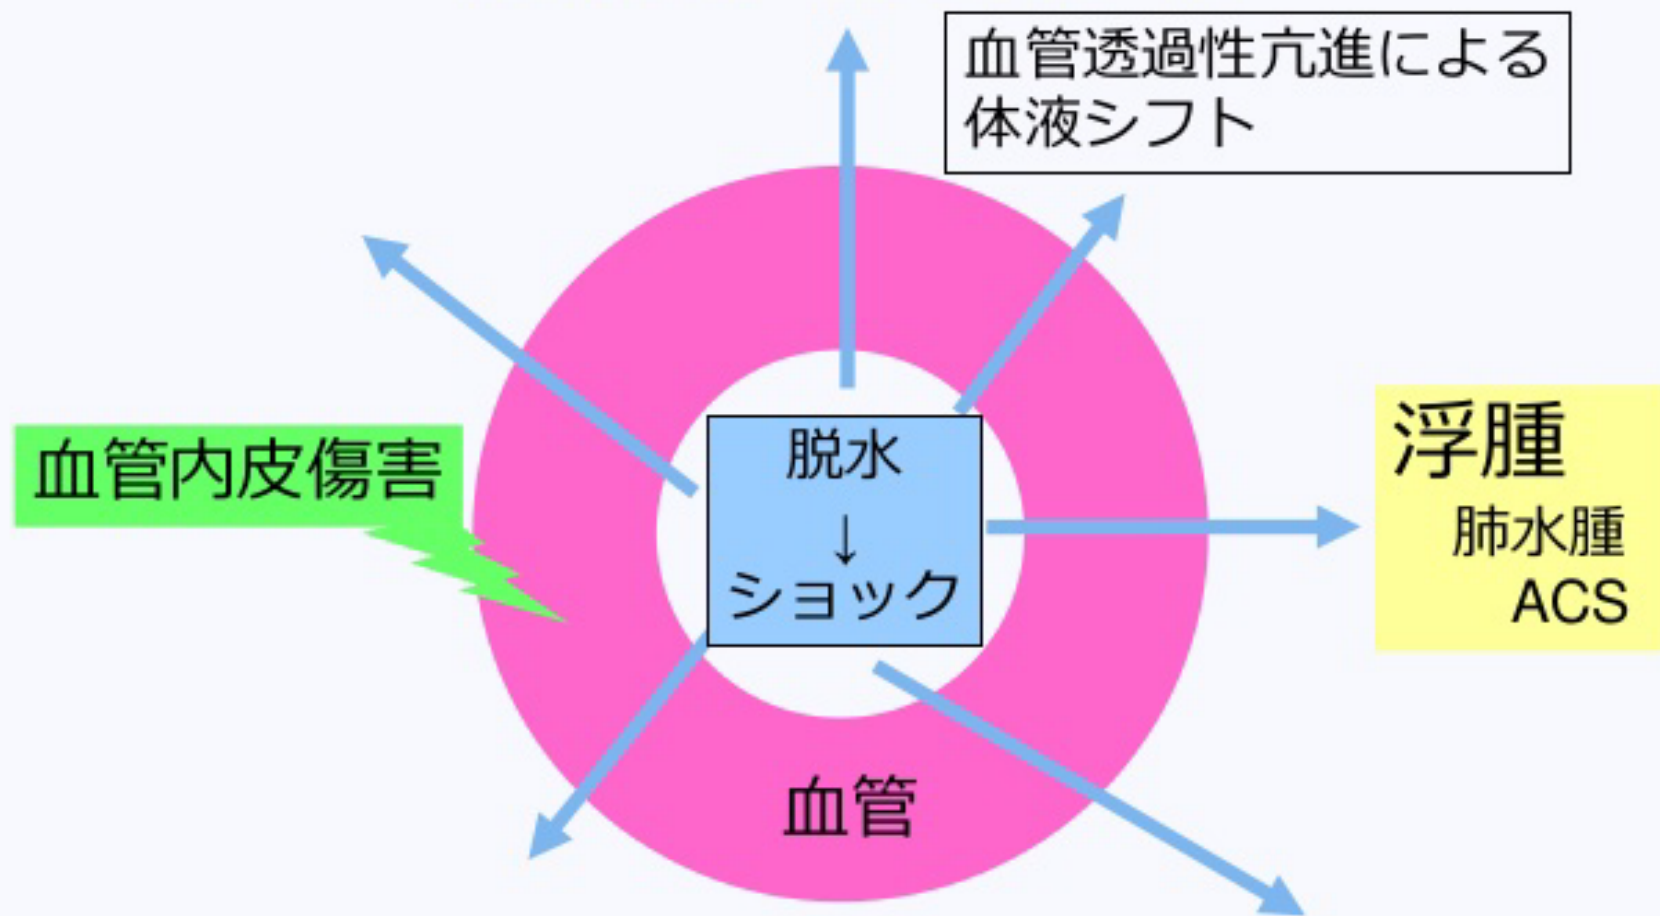 血管透過性亢進による
体液シフト
血管内皮傷害
脱水
↓
ショック
浮腫
肺水腫
ACS
血管